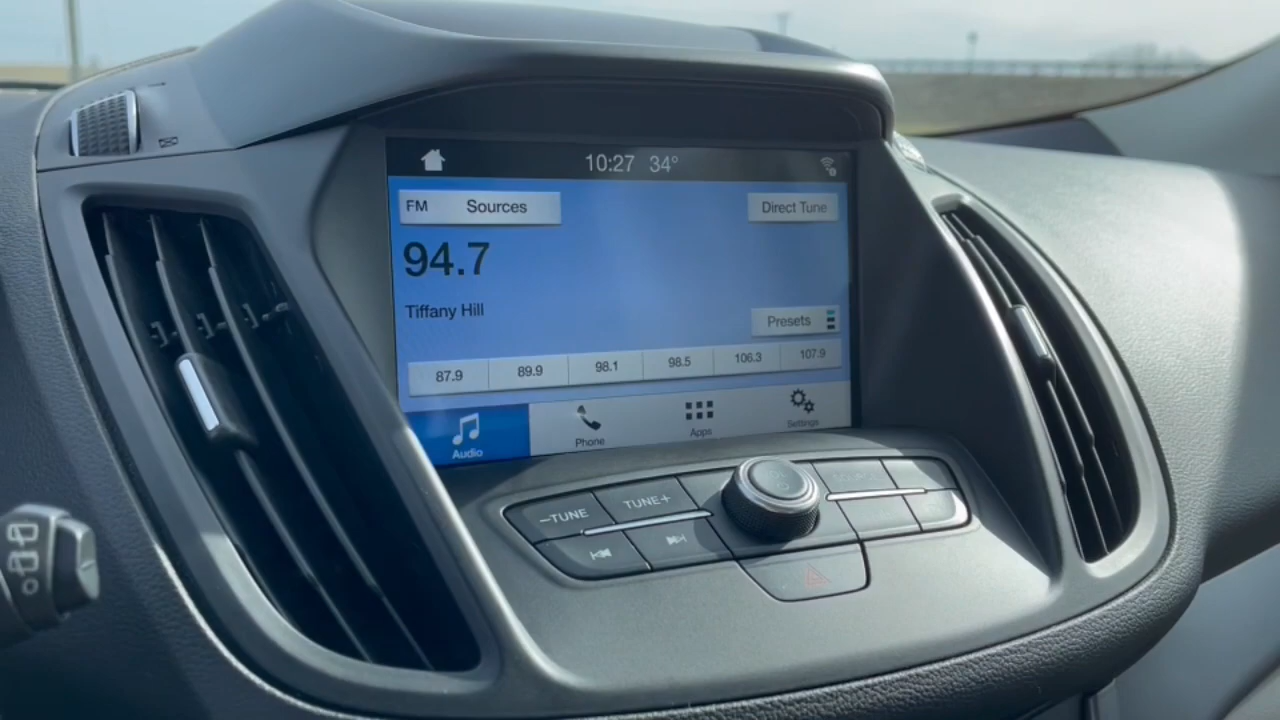 10:27 34°
FM Sources Direct Tune
94.7
Tiffany Hill
Presets
87.9 89.9 98.1 98.5 106.3 107.9
Audio Phone Apps Settings
–TUNE TUNE+